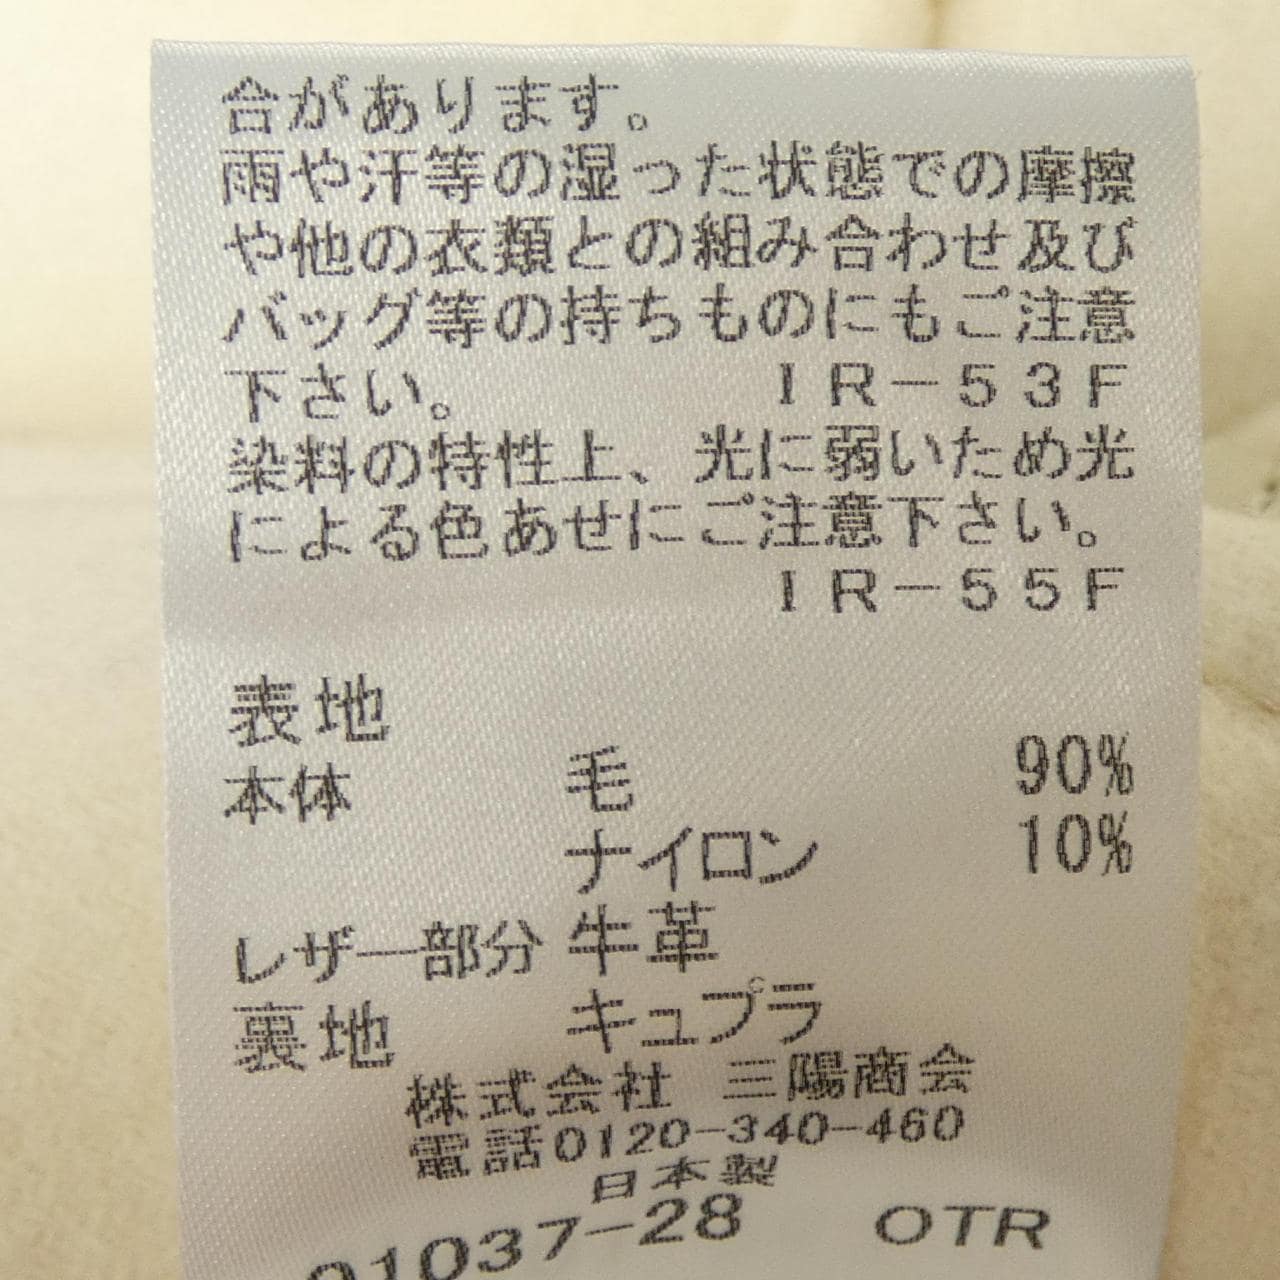 合があります。
雨や汗等の湿った状態での摩擦
や他の衣類との組み合わせ及び
バッグ等の持ちものにもご注意
下さい。 ＩＲ－５３Ｆ
染料の特性上、光に弱いため光
による色あせにご注意下さい。
ＩＲ－５５Ｆ
表地
本体 毛 90%
ナイロン 10%
レザー部分 牛革
裏地 キュプラ
株式会社 三陽商会
電話0120-340-460
日本製
01037-28 OTR